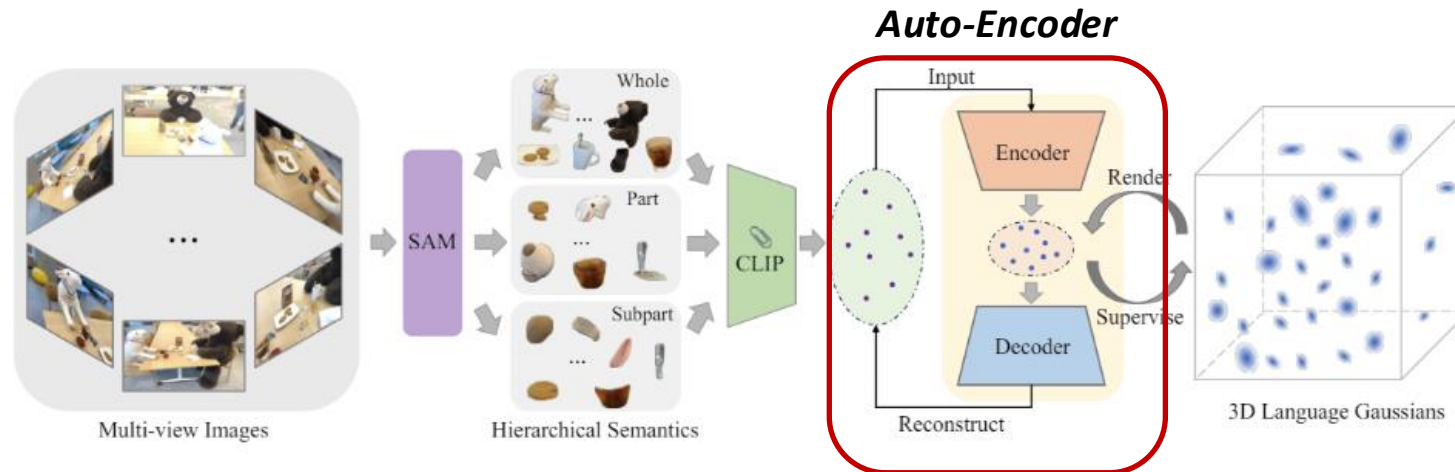 Auto-Encoder
Input
Whole
...
Encoder
Render
Part
...
...
SAM
CLIP
Subpart
...
Supervise
Decoder
Reconstruct
Multi-view Images
Hierarchical Semantics
3D Language Gaussians